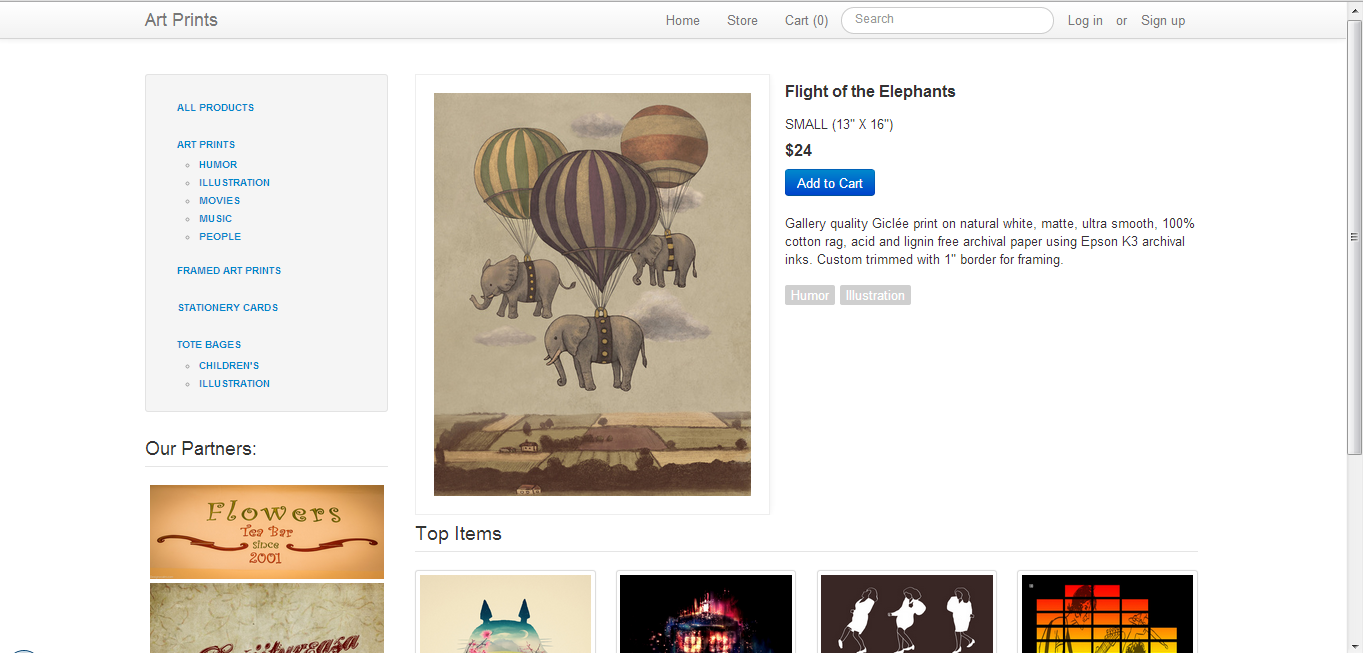 Art Prints
Home Store Cart (0) Search Log in or Sign up
ALL PRODUCTS
ART PRINTS
HUMOR
ILLUSTRATION
MOVIES
MUSIC
PEOPLE
FRAMED ART PRINTS
STATIONERY CARDS
TOTE BAGES
CHILDREN'S
ILLUSTRATION
Our Partners:
Flowers
Tea Bar
since
2001
Flight of the Elephants
SMALL (13" X 16")
$24
Add to Cart
Gallery quality Giclée print on natural white, matte, ultra smooth, 100%
cotton rag, acid and lignin free archival paper using Epson K3 archival
inks. Custom trimmed with 1" border for framing.
Humor Illustration
Top Items